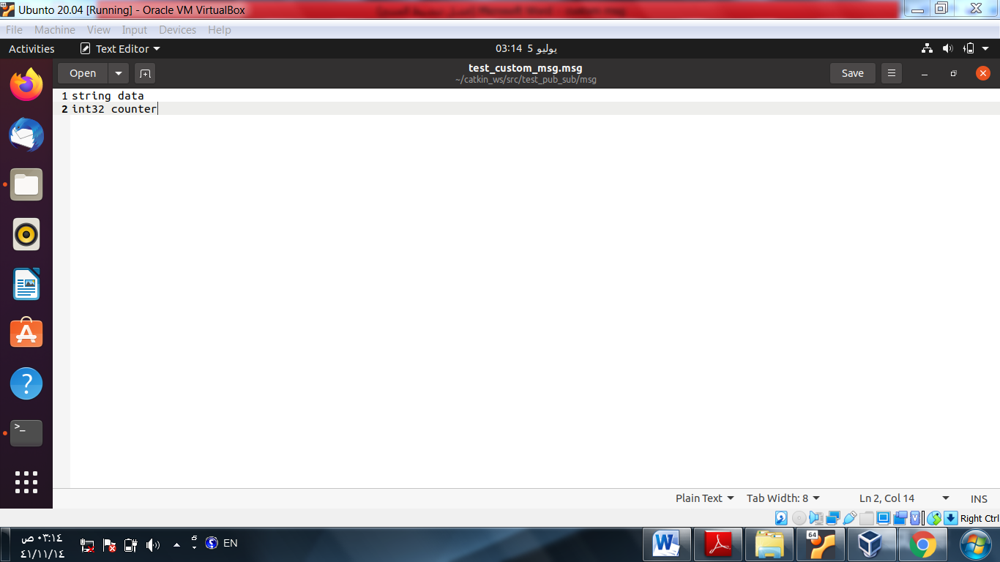 Ubunto 20.04 [Running] - Oracle VM VirtualBox
File Machine View Input Devices Help
Activities Text Editor 03:14 5 يوليو
Open test_custom_msg.msg Save
~/catkin_ws/src/test_pub_sub/msg
1 string data
2 int32 counter
Plain Text Tab Width: 8 Ln 2, Col 14 INS
Right Ctrl
٠٣:١٤ ص EN
٤١/١١/١٤
64